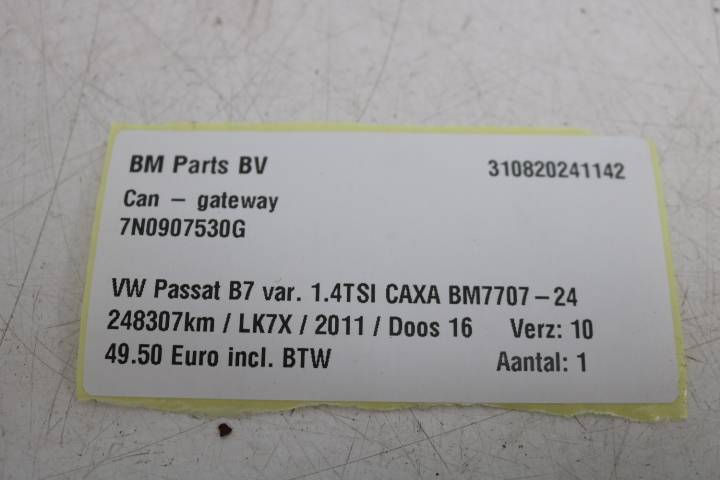 BM Parts BV 310820241142
Can – gateway
7N0907530G
VW Passat B7 var. 1.4TSI CAXA BM7707–24
248307km / LK7X / 2011 / Doos 16 Verz: 10
49.50 Euro incl. BTW Aantal: 1